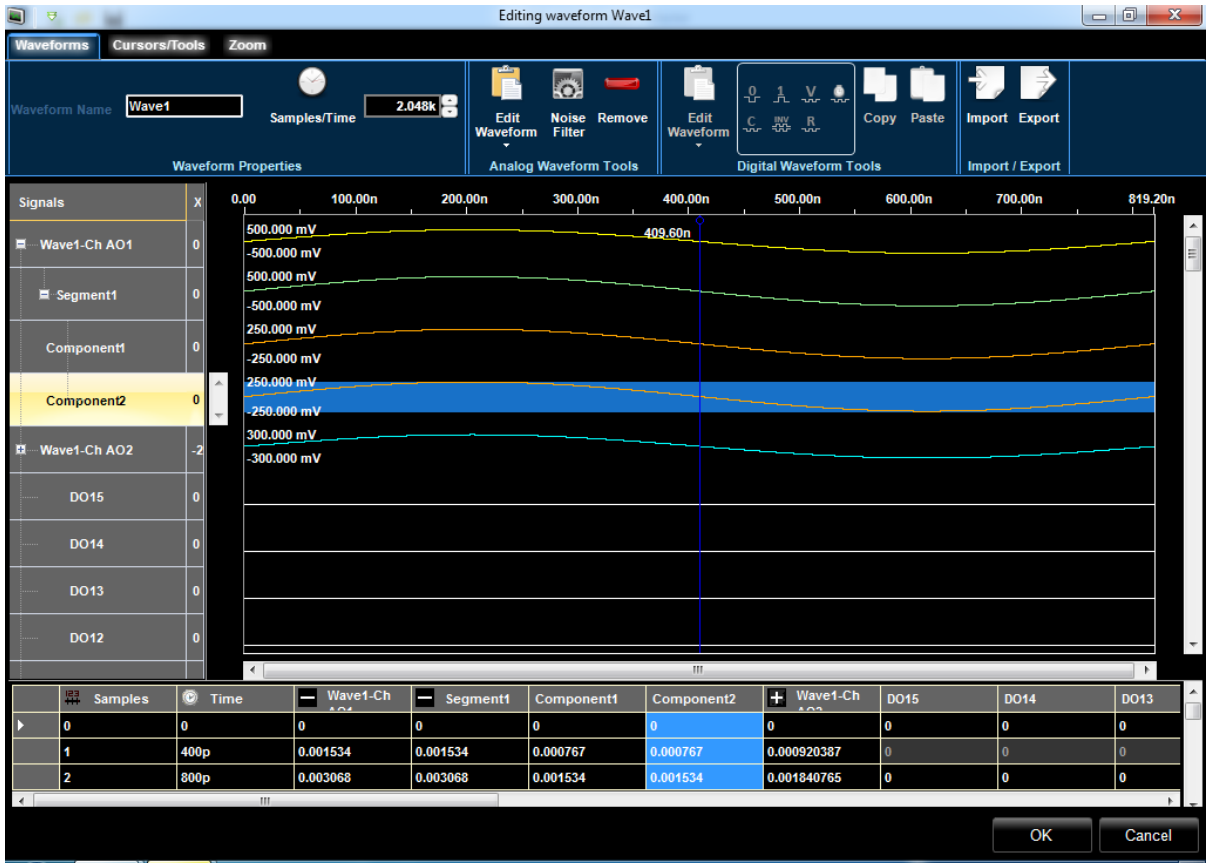 Editing waveform Wave1
Waveforms Cursors/Tools Zoom
Waveform Name Wave1
Samples/Time 2.048k
Waveform Properties
Edit Waveform
Noise Filter
Remove
Analog Waveform Tools
Edit Waveform
0 1 V
C INV R
Copy Paste
Digital Waveform Tools
Import Export
Import / Export
Signals X
0.00 100.00n 200.00n 300.00n 400.00n 500.00n 600.00n 700.00n 819.20n
409.60n
Wave1-Ch AO1 0
500.000 mV
-500.000 mV
Segment1 0
500.000 mV
-500.000 mV
Component1 0
250.000 mV
-250.000 mV
Component2 0
250.000 mV
-250.000 mV
Wave1-Ch AO2 -2
300.000 mV
-300.000 mV
DO15 0
DO14 0
DO13 0
DO12 0
123 Samples Time Wave1-Ch Segment1 Component1 Component2 Wave1-Ch DO15 DO14 DO13
0 0 0 0 0 0 0 0 0 0
1 400p 0.001534 0.001534 0.000767 0.000767 0.000920387 0 0 0
2 800p 0.003068 0.003068 0.001534 0.001534 0.001840765 0 0 0
OK Cancel